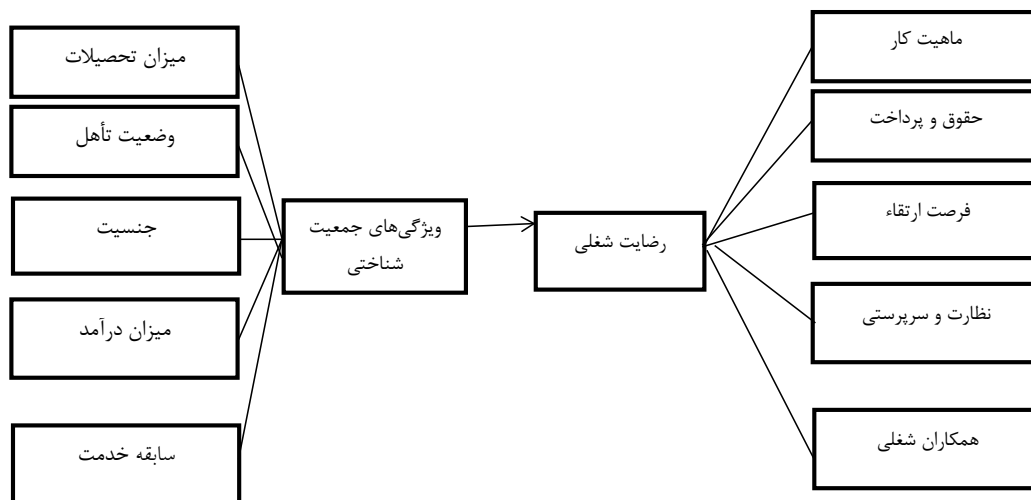 میزان تحصیلات
وضعیت تأهل
جنسیت
میزان درآمد
سابقه خدمت
ویژگی‌های جمعیت
شناختی
رضایت شغلی
ماهیت کار
حقوق و پرداخت
فرصت ارتقاء
نظارت و سرپرستی
همکاران شغلی